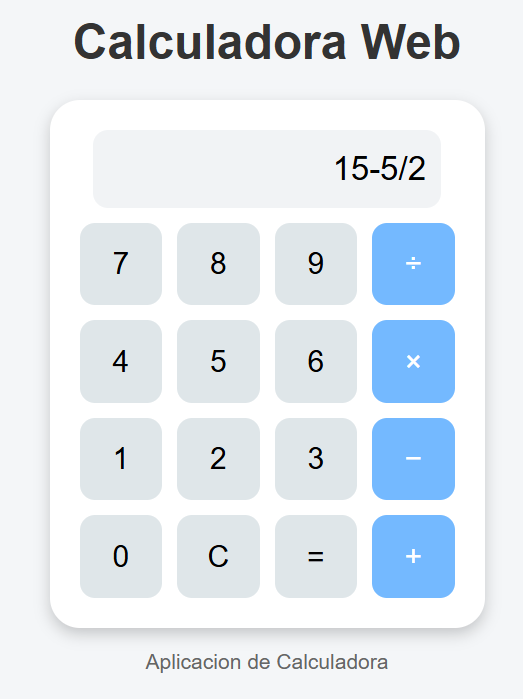 Calculadora Web
15-5/2
7 8 9 ÷
4 5 6 ×
1 2 3 −
0 C = +
Aplicacion de Calculadora